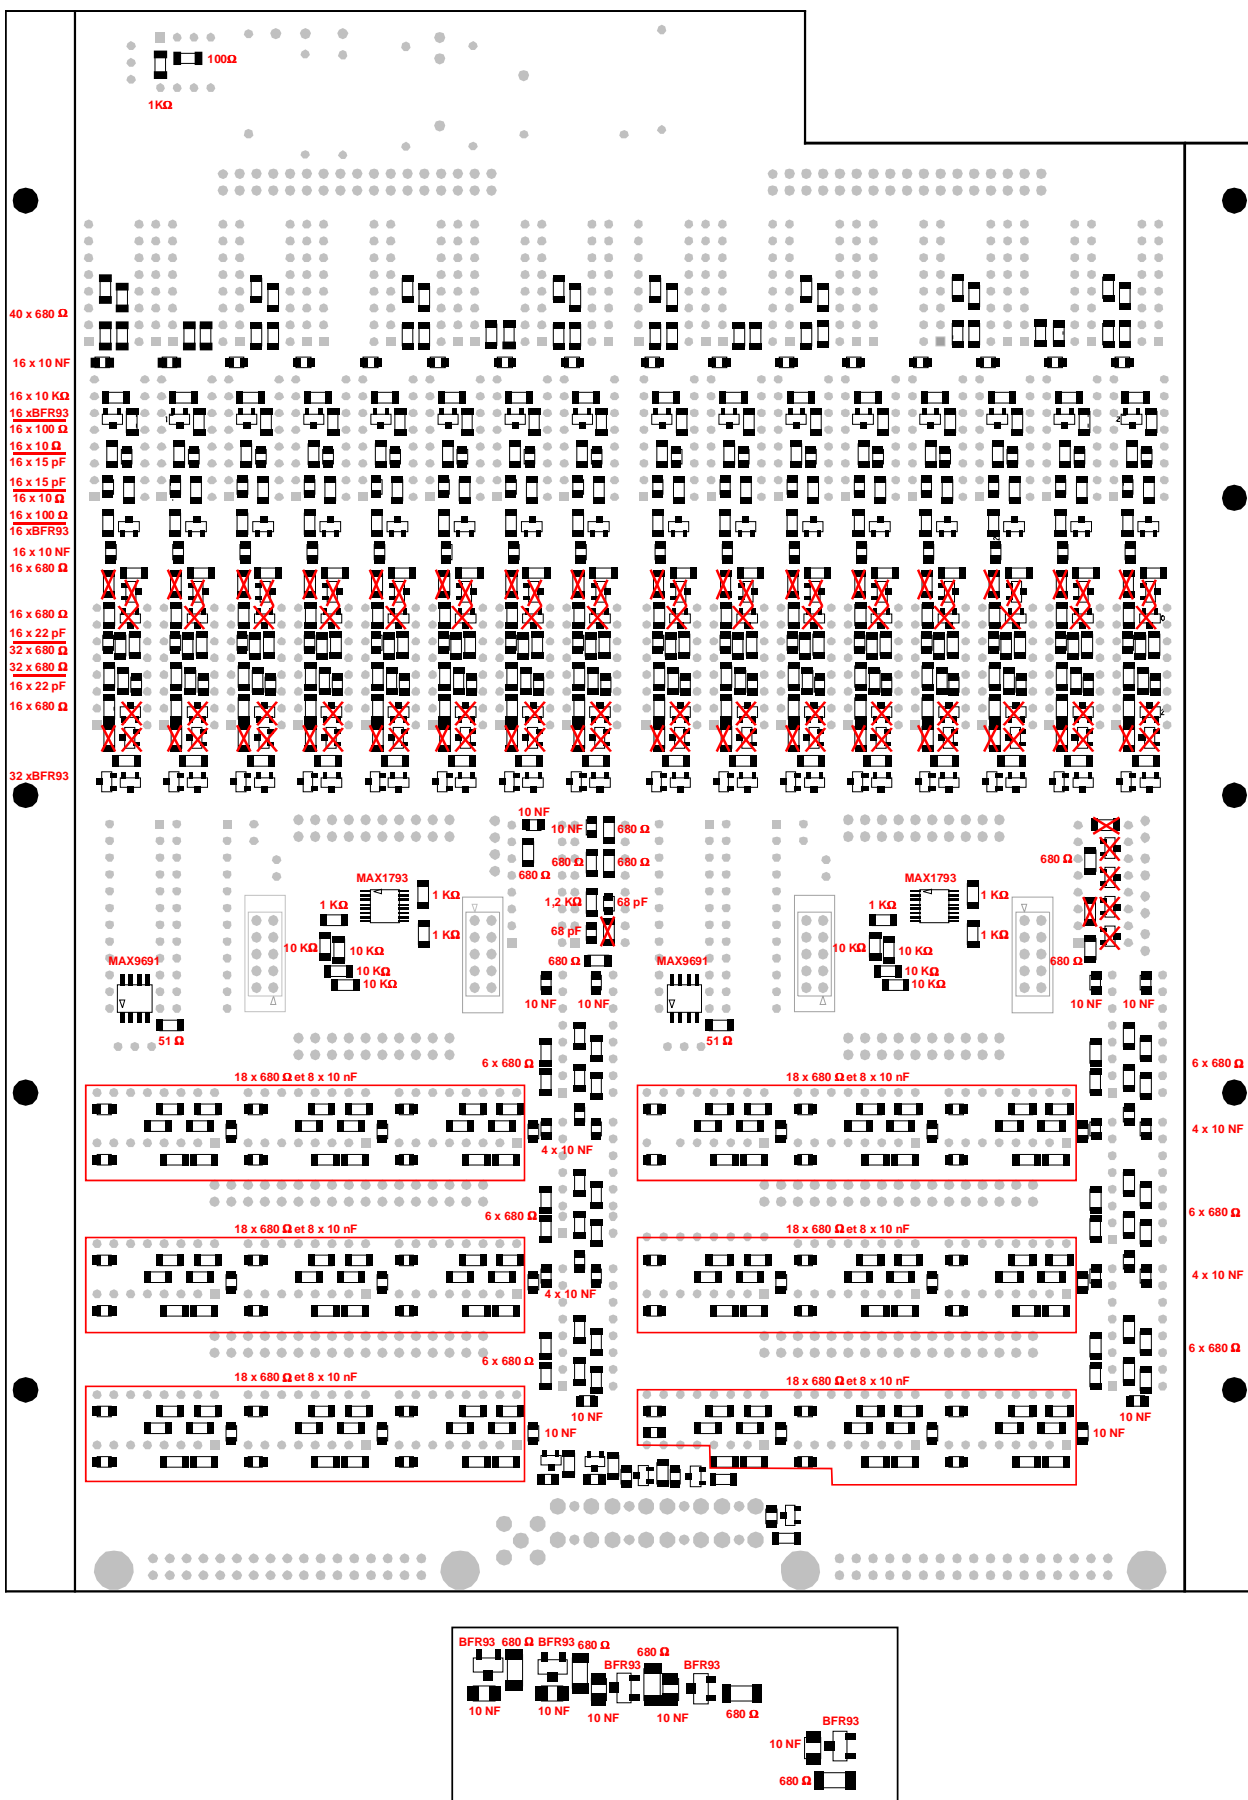 100Ω
1KΩ
40 x 680 Ω
16 x 10 NF
16 x 10 KΩ
16 xBFR93
16 x 100 Ω
16 x 10 Ω
16 x 15 pF
16 x 15 pF
16 x 10 Ω
16 x 100 Ω
16 xBFR93
16 x 10 NF
16 x 680 Ω
16 x 680 Ω
16 x 22 pF
32 x 680 Ω
32 x 680 Ω
16 x 22 pF
16 x 680 Ω
32 xBFR93
10 NF
10 NF 680 Ω
680 Ω 680 Ω 680 Ω
680 Ω
MAX1793 MAX1793
1 KΩ 1,2 KΩ 68 pF 1 KΩ
1 KΩ 1 KΩ
1 KΩ 68 pF 1 KΩ
10 KΩ 10 KΩ 10 KΩ 10 KΩ
MAX9691 680 Ω MAX9691 680 Ω
10 KΩ 10 KΩ
10 KΩ 10 KΩ
10 NF 10 NF 10 NF 10 NF
51 Ω 51 Ω
6 x 680 Ω 6 x 680 Ω
18 x 680 Ω et 8 x 10 nF 18 x 680 Ω et 8 x 10 nF
4 x 10 NF
4 x 10 NF
6 x 680 Ω 6 x 680 Ω
18 x 680 Ω et 8 x 10 nF 18 x 680 Ω et 8 x 10 nF
4 x 10 NF
4 x 10 NF
6 x 680 Ω
6 x 680 Ω
18 x 680 Ω et 8 x 10 nF 18 x 680 Ω et 8 x 10 nF
10 NF 10 NF
10 NF 10 NF
BFR93 680 Ω BFR93 680 Ω
680 Ω
BFR93 BFR93
10 NF 10 NF 10 NF 10 NF 680 Ω
BFR93
10 NF
680 Ω